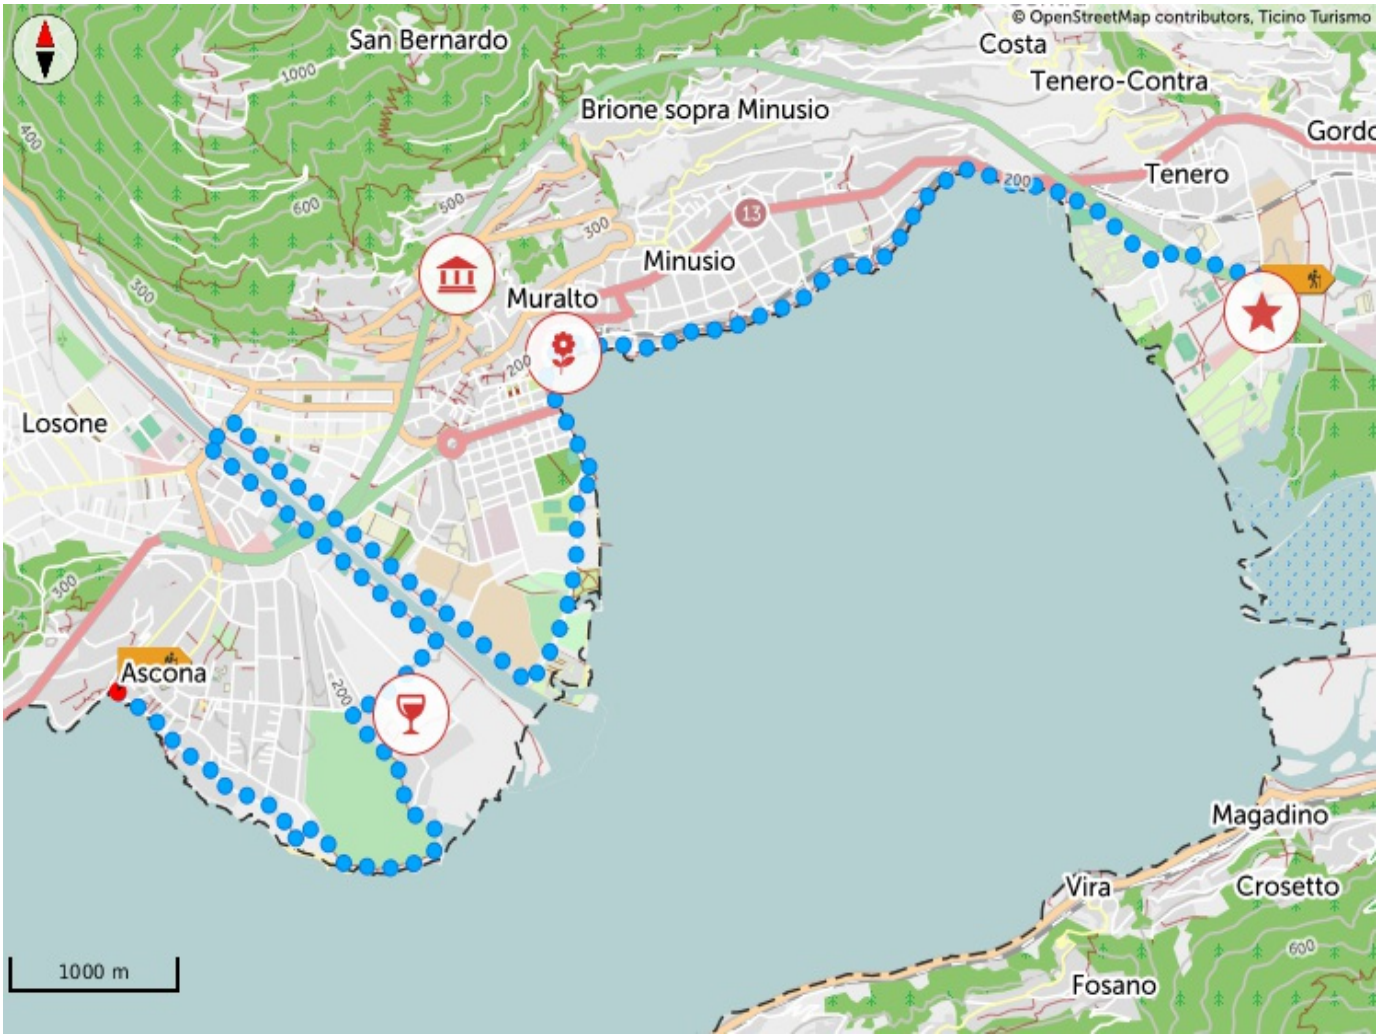 Contra
© OpenStreetMap contributors, Ticino Turismo
San Bernardo
Costa
1000
Tenero-Contra
Brione sopra Minusio
400
Gordo
Tenero
200
600
500
13
300
Minusio
300
Muralto
200
Losone
300
Ascona
200
Magadino
Vira
Crosetto
600
1000 m
Fosano